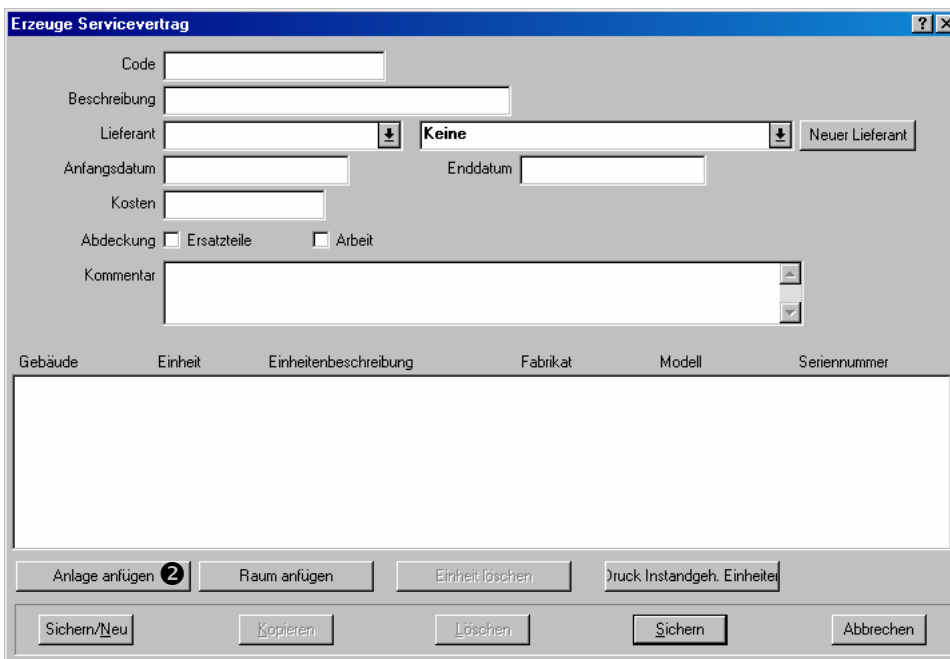 Erzeuge Servicevertrag
Code
Beschreibung
Lieferant Keine Neuer Lieferant
Anfangsdatum Enddatum
Kosten
Abdeckung Ersatzteile Arbeit
Kommentar
Gebäude Einheit Einheitenbeschreibung Fabrikat Modell Seriennummer
Anlage anfügen ❷ Raum anfügen Einheit löschen Druck Instandgeh. Einheiten
Sichern/Neu Kopieren Löschen Sichern Abbrechen